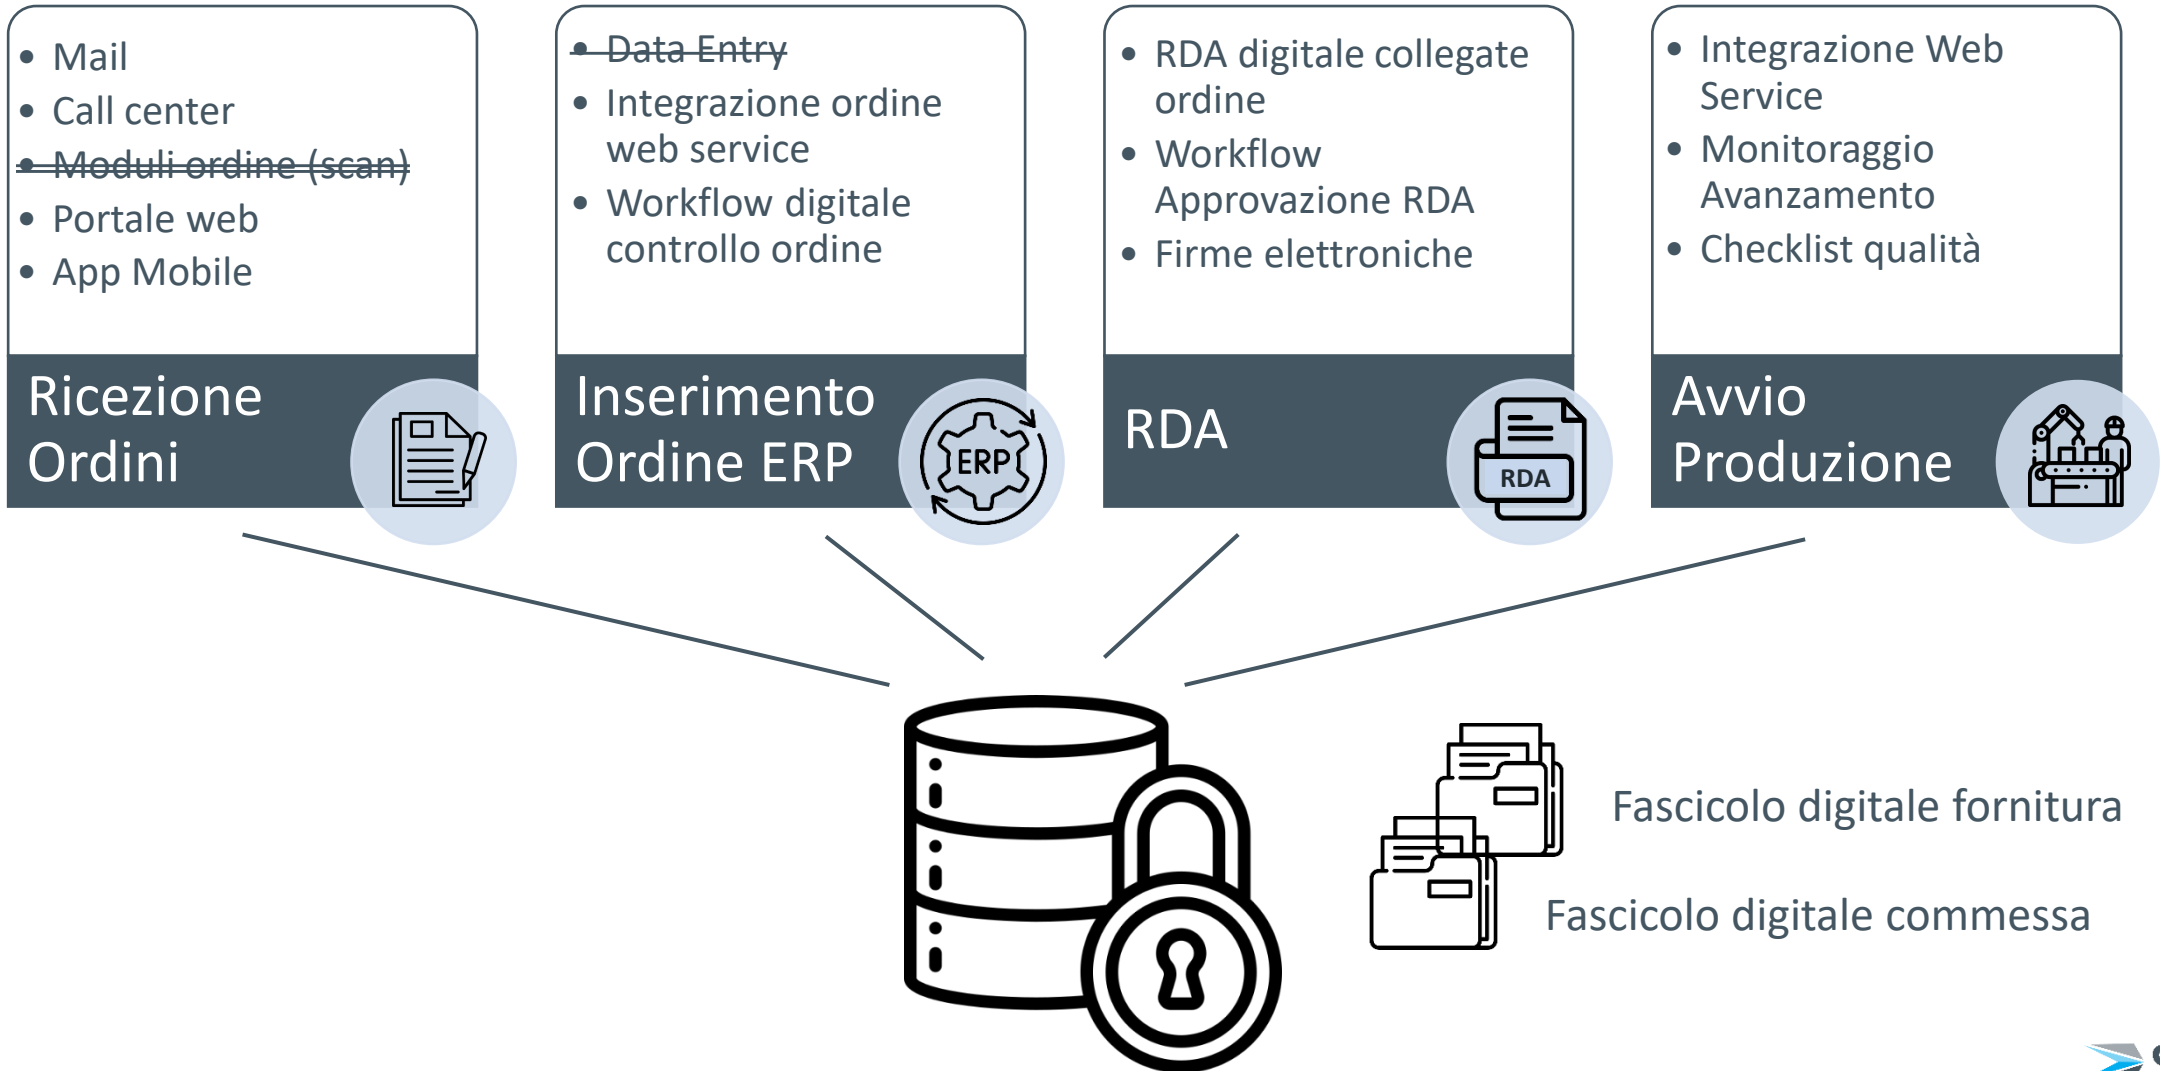 • Mail
• Call center
• Moduli ordine (scan)
• Portale web
• App Mobile
Ricezione
Ordini
• Data Entry
• Integrazione ordine
web service
• Workflow digitale
controllo ordine
Inserimento
Ordine ERP
ERP
• RDA digitale collegate
ordine
• Workflow
Approvazione RDA
• Firme elettroniche
RDA
RDA
• Integrazione Web
Service
• Monitoraggio
Avanzamento
• Checklist qualità
Avvio
Produzione
Fascicolo digitale fornitura
Fascicolo digitale commessa